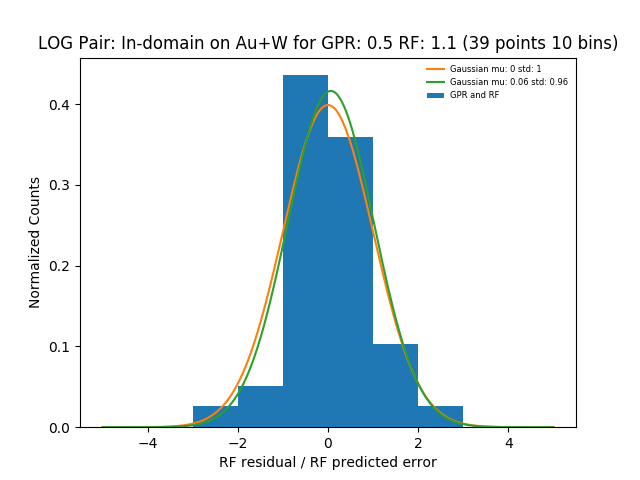 LOG Pair: In-domain on Au+W for GPR: 0.5 RF: 1.1 (39 points 10 bins)
Gaussian mu: 0 std: 1
Gaussian mu: 0.06 std: 0.96
GPR and RF
Normalized Counts
0.4
0.3
0.2
0.1
0.0
−4 −2 0 2 4
RF residual / RF predicted error